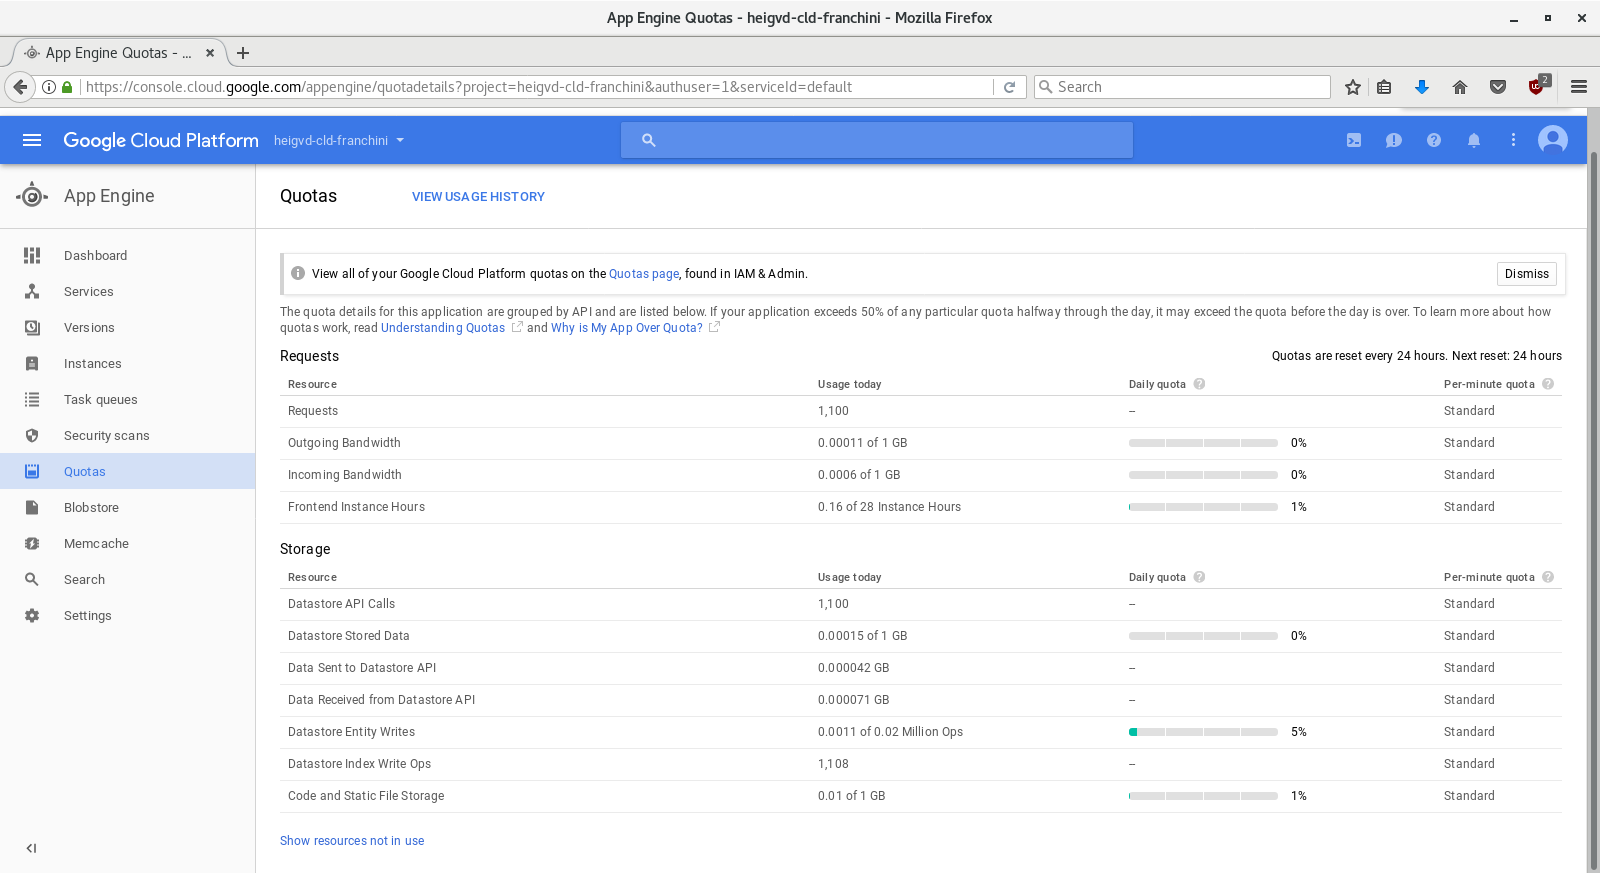 App Engine Quotas - heigvd-cld-franchini - Mozilla Firefox
App Engine Quotas - ...
https://console.cloud.google.com/appengine/quotadetails?project=heigvd-cld-franchini&authuser=1&serviceId=default
Search
2
Google Cloud Platform
heigvd-cld-franchini
App Engine
Quotas
VIEW USAGE HISTORY
Dashboard
Services
Versions
Instances
Task queues
Security scans
Quotas
Blobstore
Memcache
Search
Settings
View all of your Google Cloud Platform quotas on the Quotas page, found in IAM & Admin.
Dismiss
The quota details for this application are grouped by API and are listed below. If your application exceeds 50% of any particular quota halfway through the day, it may exceed the quota before the day is over. To learn more about how
quotas work, read Understanding Quotas and Why is My App Over Quota?
Requests
Quotas are reset every 24 hours. Next reset: 24 hours
Resource Usage today Daily quota ? Per-minute quota ?
Requests 1,100 – Standard
Outgoing Bandwidth 0.00011 of 1 GB 0% Standard
Incoming Bandwidth 0.0006 of 1 GB 0% Standard
Frontend Instance Hours 0.16 of 28 Instance Hours 1% Standard
Storage
Resource Usage today Daily quota ? Per-minute quota ?
Datastore API Calls 1,100 – Standard
Datastore Stored Data 0.00015 of 1 GB 0% Standard
Data Sent to Datastore API 0.000042 GB – Standard
Data Received from Datastore API 0.000071 GB – Standard
Datastore Entity Writes 0.0011 of 0.02 Million Ops 5% Standard
Datastore Index Write Ops 1,108 – Standard
Code and Static File Storage 0.01 of 1 GB 1% Standard
Show resources not in use